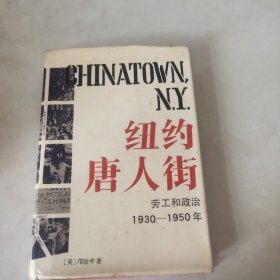 CHINATOWN,
N.Y.
纽约
唐人街
劳工和政治
1930—1950年
[美]邝治中 著